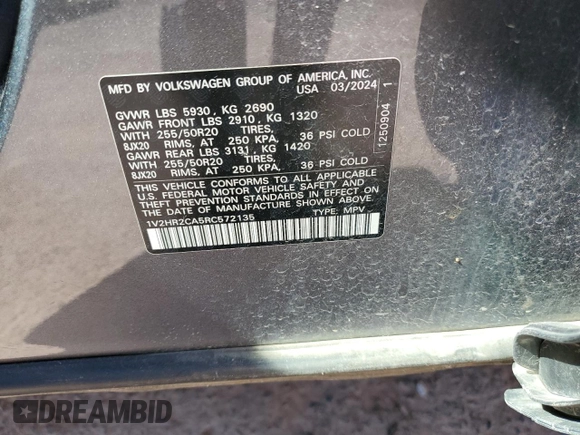 MFD BY VOLKSWAGEN GROUP OF AMERICA, INC.
USA 03/2024
GVWR LBS 5930, KG 2690
GAWR FRONT LBS 2910, KG 1320
WITH 255/50R20 TIRES,
8JX20 RIMS, AT 250 KPA, 36 PSI COLD
GAWR REAR LBS 3131, KG 1420
WITH 255/50R20 TIRES,
8JX20 RIMS, AT 250 KPA, 36 PSI COLD
THIS VEHICLE CONFORMS TO ALL APPLICABLE
U.S. FEDERAL MOTOR VEHICLE SAFETY AND
THEFT PREVENTION STANDARDS IN EFFECT ON
DATE OF MANUFACTURE SHOWN ABOVE.
1V2HR2CA5RC572135 TYPE: MPV
1250904 1
DREAMBID